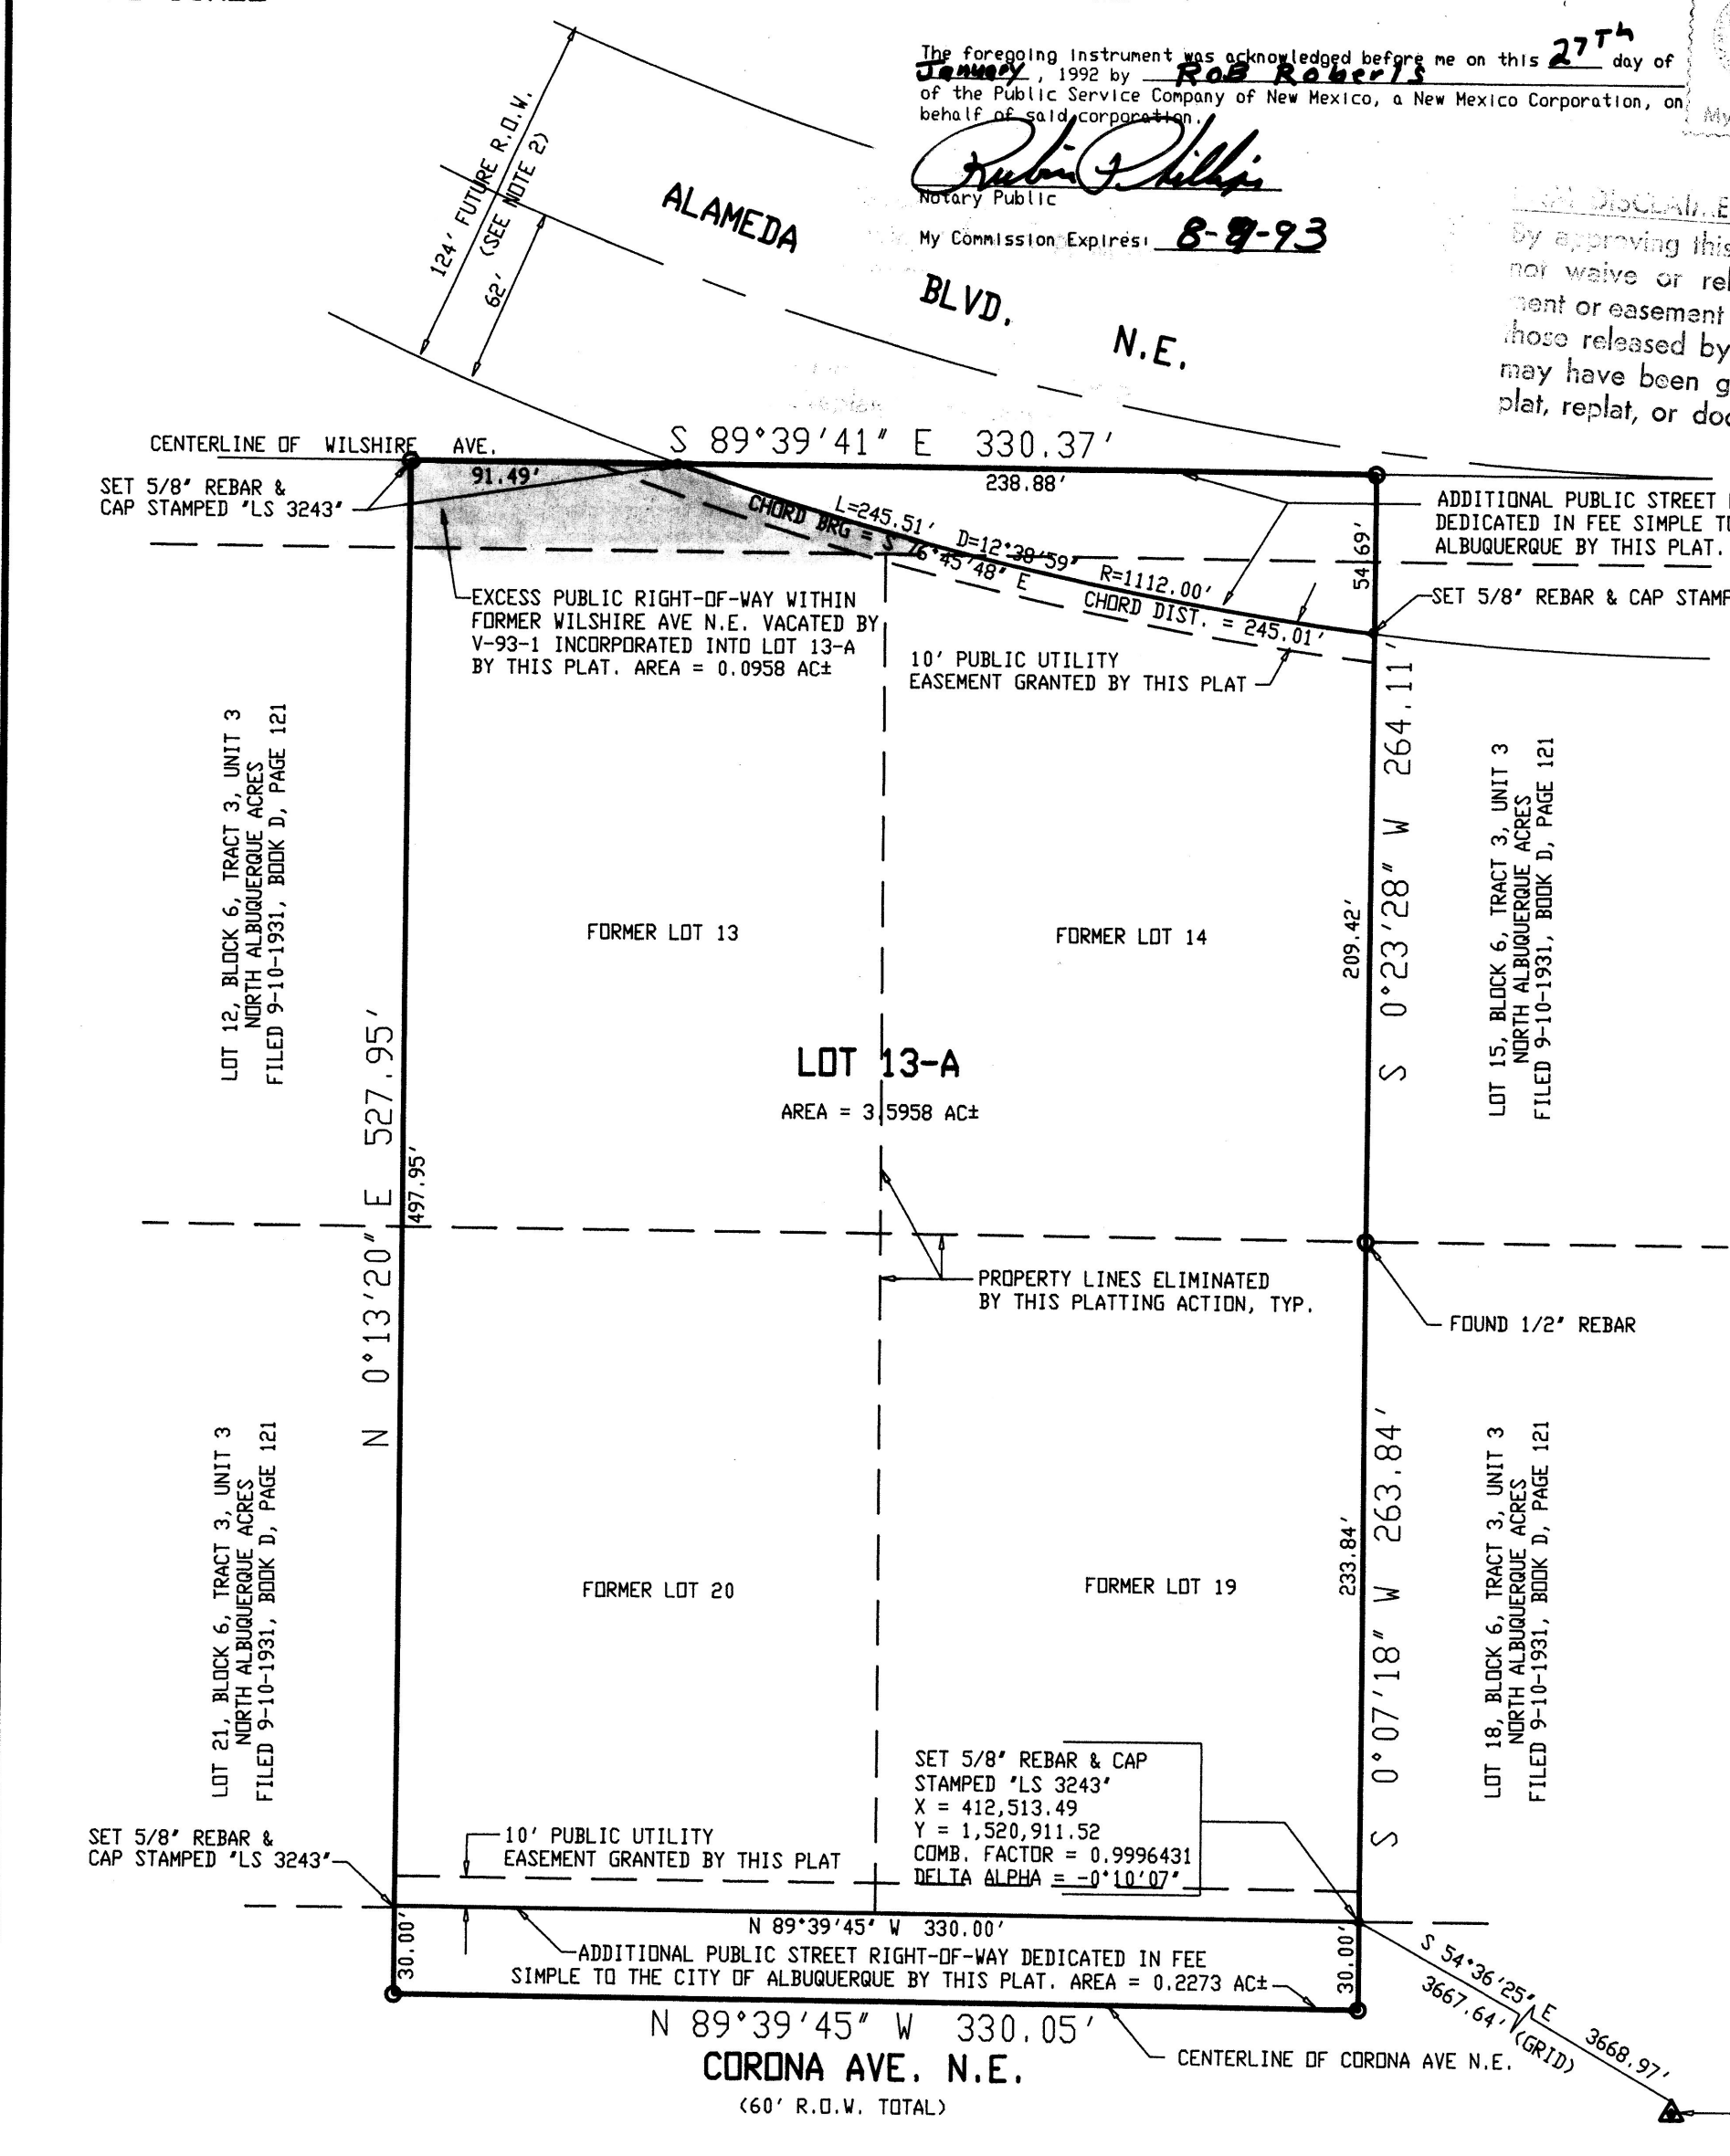 The foregoing instrument was acknowledged before me on this 27Th day of
January, 1992 by Rob Roberts
of the Public Service Company of New Mexico, a New Mexico Corporation, on
behalf of said corporation.
Notary Public
My Commission Expires: 8-9-93
My
By approving this
not waive or rel
ment or easement
those released by
may have been g
plat, replat, or doc
124' FUTURE R.O.W.
(SEE NOTE 2)
62'
ALAMEDA
BLVD.
N.E.
CENTERLINE OF WILSHIRE AVE.
S 89°39'41" E 330.37'
91.49'
238.88'
SET 5/8" REBAR &
CAP STAMPED "LS 3243"
L=245.51' D=12°38'59" R=1112.00'
CHORD BRG = S 76°45'48" E
CHORD DIST. = 245.01'
54.69'
ADDITIONAL PUBLIC STREET
DEDICATED IN FEE SIMPLE TO
ALBUQUERQUE BY THIS PLAT.
SET 5/8" REBAR & CAP STAMP
EXCESS PUBLIC RIGHT-OF-WAY WITHIN
FORMER WILSHIRE AVE N.E. VACATED BY
V-93-1 INCORPORATED INTO LOT 13-A
BY THIS PLAT. AREA = 0.0958 AC±
10' PUBLIC UTILITY
EASEMENT GRANTED BY THIS PLAT
LOT 12, BLOCK 6, TRACT 3, UNIT 3
NORTH ALBUQUERQUE ACRES
FILED 9-10-1931, BOOK D, PAGE 121
LOT 15, BLOCK 6, TRACT 3, UNIT 3
NORTH ALBUQUERQUE ACRES
FILED 9-10-1931, BOOK D, PAGE 121
S 0°23'28" W 264.11'
209.42'
FORMER LOT 13
FORMER LOT 14
N 0°13'20" E 527.95'
497.95'
LOT 13-A
AREA = 3.5958 AC±
PROPERTY LINES ELIMINATED
BY THIS PLATTING ACTION, TYP.
FOUND 1/2" REBAR
LOT 21, BLOCK 6, TRACT 3, UNIT 3
NORTH ALBUQUERQUE ACRES
FILED 9-10-1931, BOOK D, PAGE 121
LOT 18, BLOCK 6, TRACT 3, UNIT 3
NORTH ALBUQUERQUE ACRES
FILED 9-10-1931, BOOK D, PAGE 121
S 0°07'18" W 263.84'
233.84'
FORMER LOT 20
FORMER LOT 19
SET 5/8" REBAR & CAP
STAMPED "LS 3243"
X = 412,513.49
Y = 1,520,911.52
COMB. FACTOR = 0.9996431
DELTA ALPHA = -0°10'07"
SET 5/8" REBAR &
CAP STAMPED "LS 3243"
10' PUBLIC UTILITY
EASEMENT GRANTED BY THIS PLAT
N 89°39'45" W 330.00'
30.00'
30.00'
ADDITIONAL PUBLIC STREET RIGHT-OF-WAY DEDICATED IN FEE
SIMPLE TO THE CITY OF ALBUQUERQUE BY THIS PLAT. AREA = 0.2273 AC±
N 89°39'45" W 330.05'
CORONA AVE. N.E.
(60' R.O.W. TOTAL)
CENTERLINE OF CORONA AVE N.E.
S 54°36'25" E 3668.97'
3667.64' (GRID)